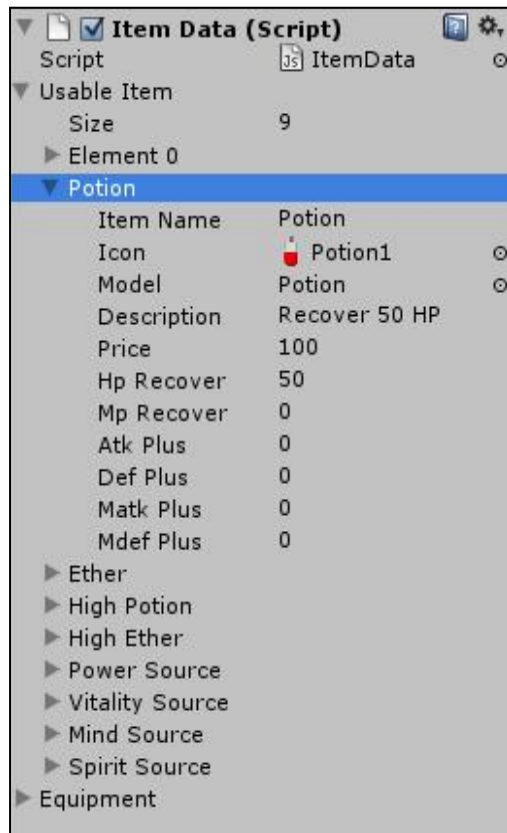 Item Data (Script)
Script JS ItemData
Usable Item
Size 9
Element 0
Potion
Item Name Potion
Icon Potion1
Model Potion
Description Recover 50 HP
Price 100
Hp Recover 50
Mp Recover 0
Atk Plus 0
Def Plus 0
Matk Plus 0
Mdef Plus 0
Ether
High Potion
High Ether
Power Source
Vitality Source
Mind Source
Spirit Source
Equipment